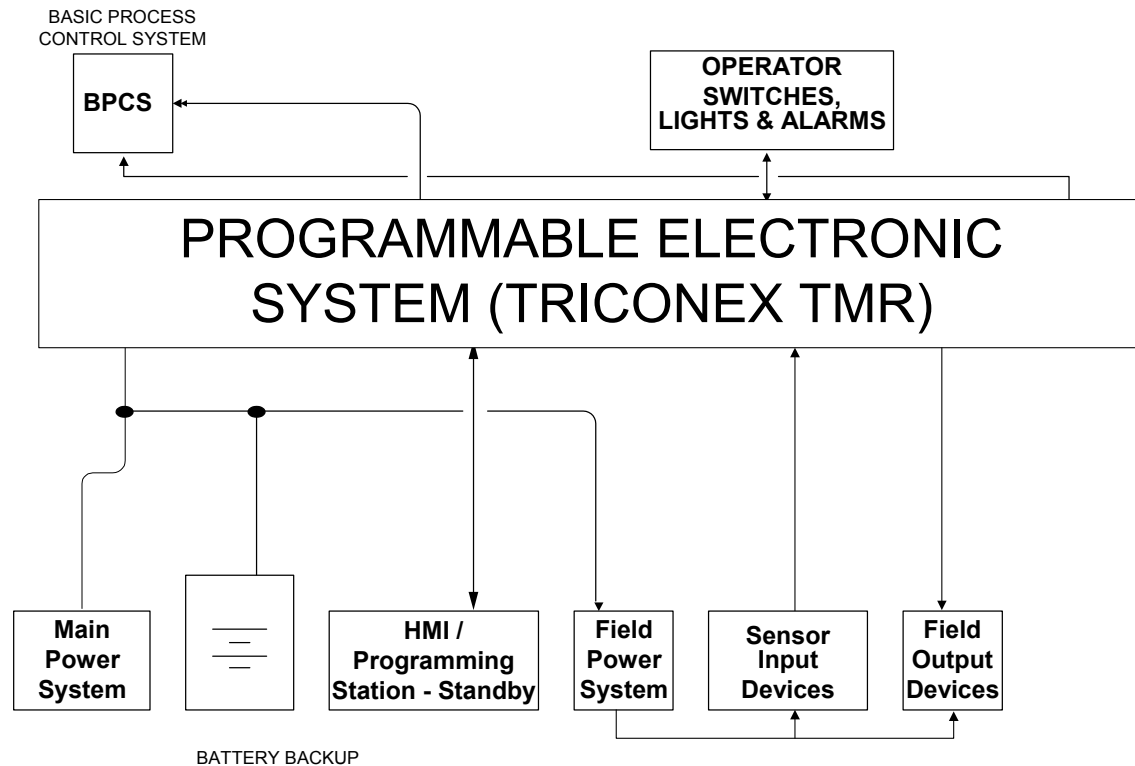 BASIC PROCESS
CONTROL SYSTEM
BPCS
OPERATOR
SWITCHES,
LIGHTS & ALARMS
PROGRAMMABLE ELECTRONIC
SYSTEM (TRICONEX TMR)
Main
Power
System
BATTERY BACKUP
HMI /
Programming
Station - Standby
Field
Power
System
Sensor
Input
Devices
Field
Output
Devices